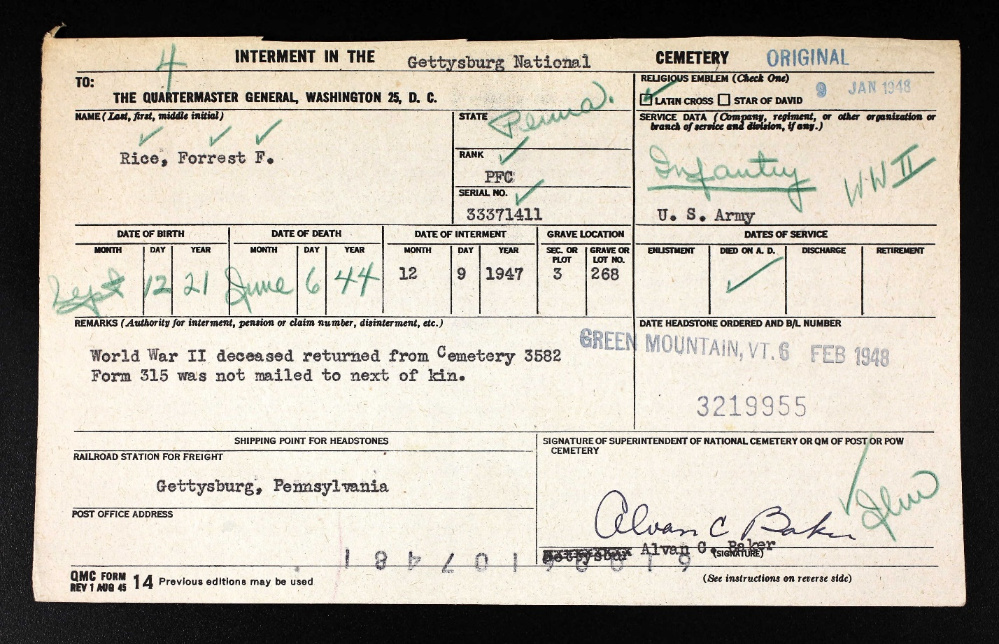 4 INTERMENT IN THE Gettysburg National CEMETERY ORIGINAL
TO:
THE QUARTERMASTER GENERAL, WASHINGTON 25, D. C.
RELIGIOUS EMBLEM (Check One)
LATIN CROSS STAR OF DAVID
9 JAN 1948
NAME (Last, first, middle initial)
Rice, Forrest F.
STATE
Penna.
RANK
PFC
SERIAL NO.
33371411
SERVICE DATA (Company, regiment, or other organization or
branch of service and division, if any.)
Infantry WW II
U. S. Army
DATE OF BIRTH DATE OF DEATH DATE OF INTERMENT GRAVE LOCATION DATES OF SERVICE
MONTH DAY YEAR MONTH DAY YEAR MONTH DAY YEAR SEC. OR PLOT GRAVE OR LOT NO. ENLISTMENT DIED ON A. D. DISCHARGE RETIREMENT
Sept 12 21 June 6 44 12 9 1947 3 268
REMARKS (Authority for interment, pension or claim number, disinterment, etc.)
World War II deceased returned from Cemetery 3582
Form 315 was not mailed to next of kin.
DATE HEADSTONE ORDERED AND B/L NUMBER
GREEN MOUNTAIN, VT. 6 FEB 1948
3219955
SHIPPING POINT FOR HEADSTONES
RAILROAD STATION FOR FREIGHT
Gettysburg, Pennsylvania
POST OFFICE ADDRESS
SIGNATURE OF SUPERINTENDENT OF NATIONAL CEMETERY OR QM OF POST OR POW
CEMETERY
Alvan C Baker
Alvan C. Baker
(SIGNATURE)
QMC FORM
REV 1 AUG 45 14 Previous editions may be used
(See instructions on reverse side)